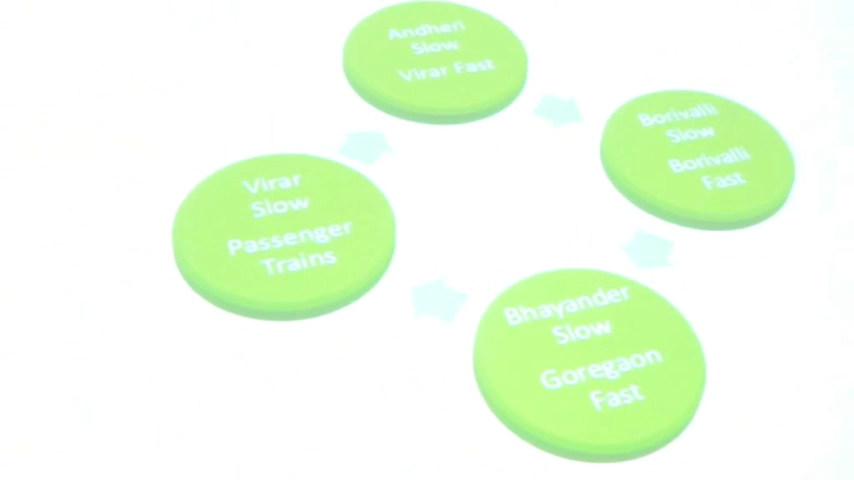 Andheri
Slow
Virar Fast
Borivalli
Slow
Borivalli
Fast
Bhayander
Slow
Goregaon
Fast
Virar
Slow
Passenger
Trains